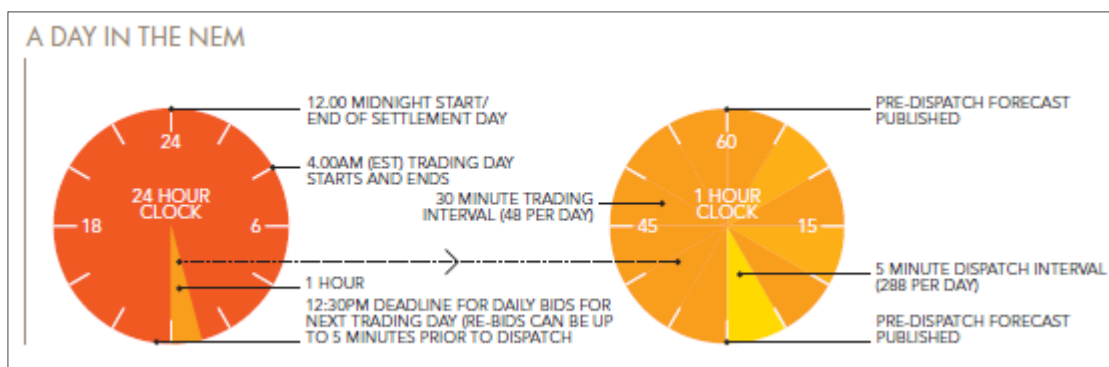 A DAY IN THE NEM
12.00 MIDNIGHT START/
END OF SETTLEMENT DAY
24
4.00AM (EST) TRADING DAY
STARTS AND ENDS
24 HOUR
CLOCK
18
6
1 HOUR
12:30PM DEADLINE FOR DAILY BIDS FOR
NEXT TRADING DAY (RE-BIDS CAN BE UP
TO 5 MINUTES PRIOR TO DISPATCH
PRE-DISPATCH FORECAST
PUBLISHED
60
30 MINUTE TRADING
INTERVAL (48 PER DAY)
1 HOUR
CLOCK
45
15
5 MINUTE DISPATCH INTERVAL
(288 PER DAY)
PRE-DISPATCH FORECAST
PUBLISHED